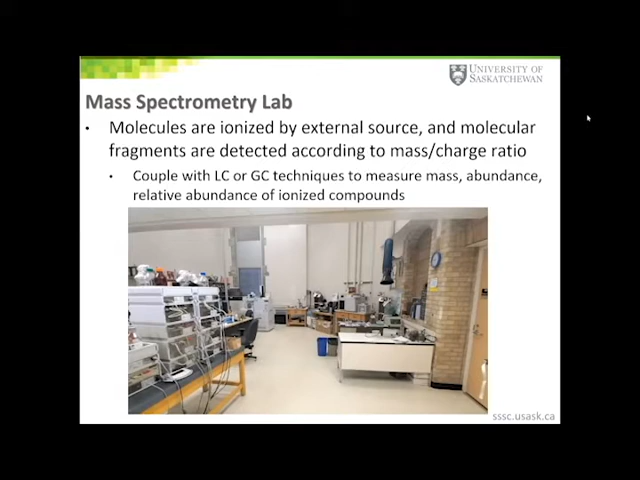 UNIVERSITY OF
SASKATCHEWAN
Mass Spectrometry Lab
• Molecules are ionized by external source, and molecular
fragments are detected according to mass/charge ratio
• Couple with LC or GC techniques to measure mass, abundance,
relative abundance of ionized compounds
sssc.usask.ca